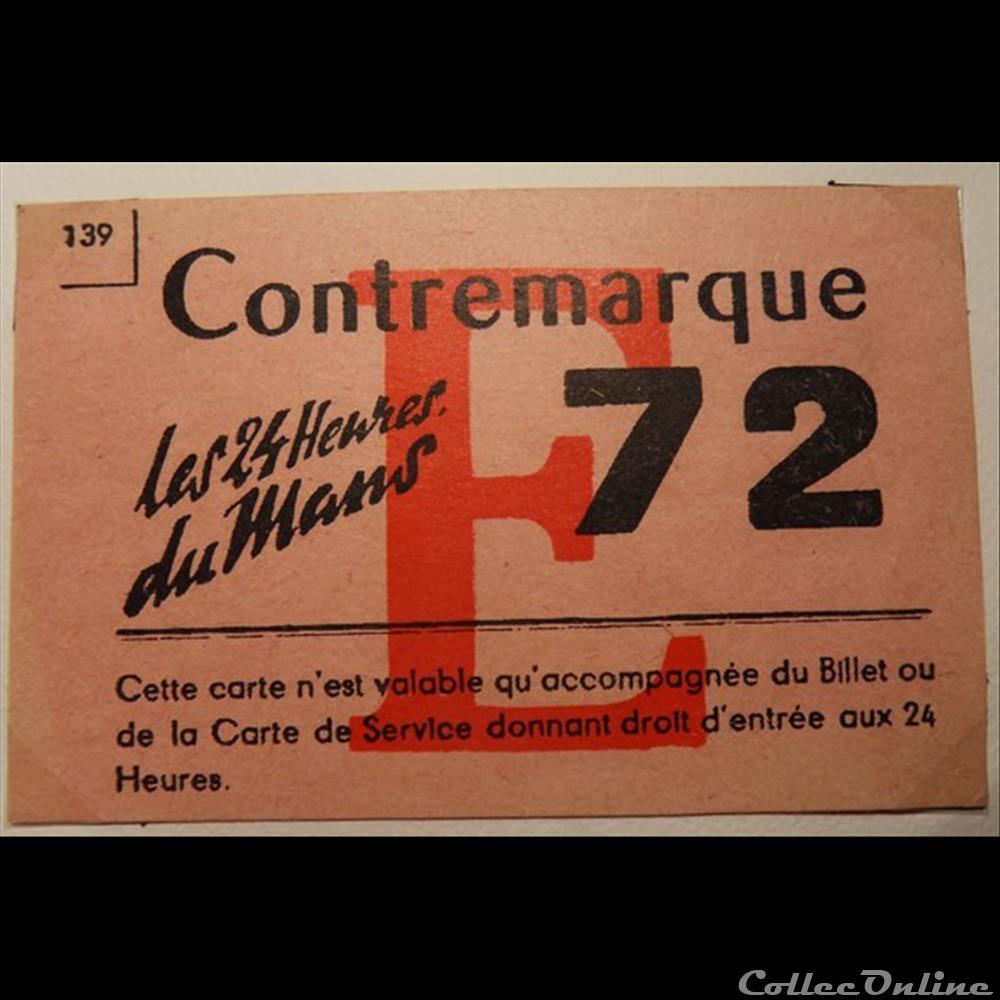 139
Contremarque
E
les 24 Heures.
du Mans
72
Cette carte n'est valable qu'accompagnée du Billet ou
de la Carte de Service donnant droit d'entrée aux 24
Heures.
CollecOnline